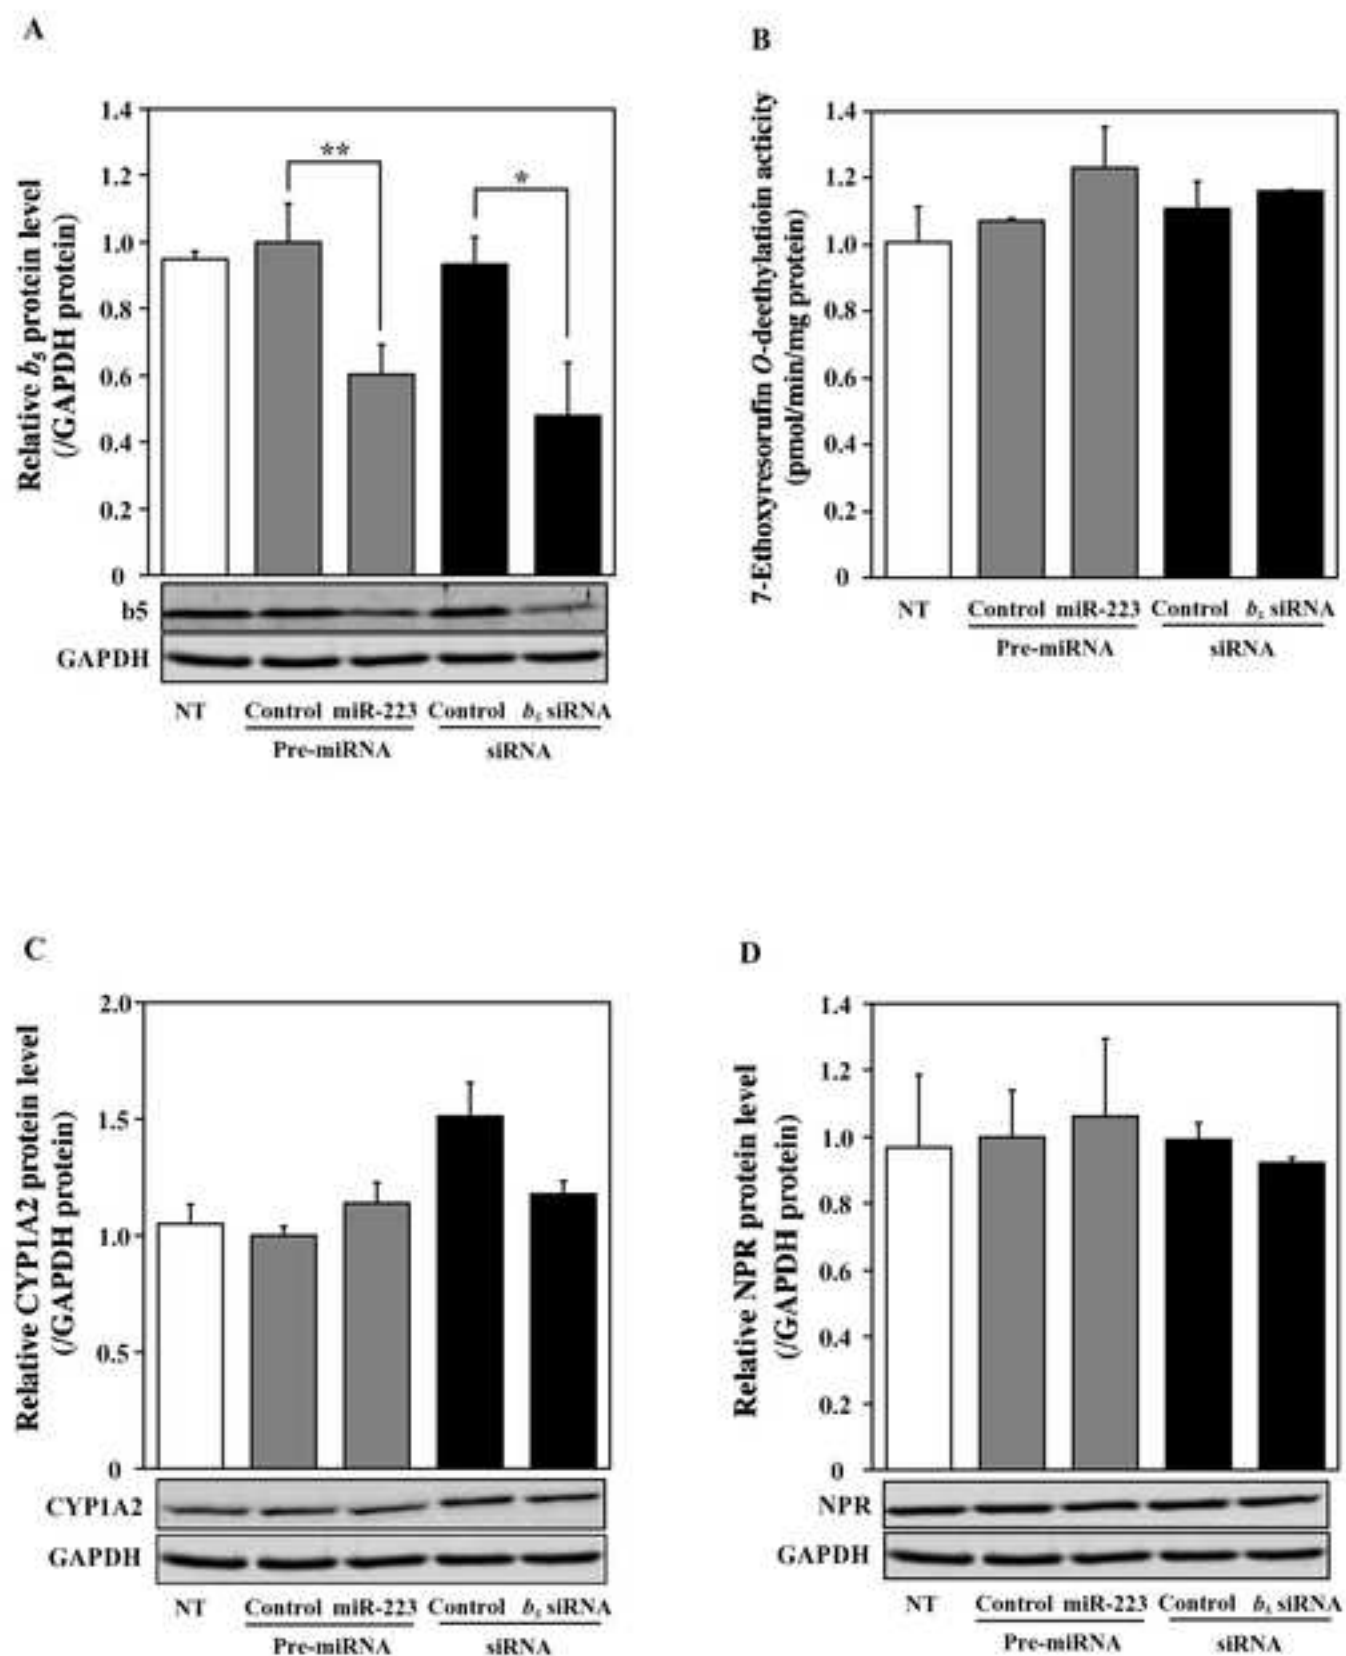 A
Relative b5 protein level
(/GAPDH protein)
1.4
1.2
1.0
0.8
0.6
0.4
0.2
0
**
*
b5
GAPDH
NT Control miR-223 Control b5 siRNA
Pre-miRNA siRNA
B
7-Ethoxyresorufin O-deethylatioin acticity
(pmol/min/mg protein)
1.4
1.2
1.0
0.8
0.6
0.4
0.2
0
NT Control miR-223 Control b5 siRNA
Pre-miRNA siRNA
C
Relative CYP1A2 protein level
(/GAPDH protein)
2.0
1.5
1.0
0.5
0
CYP1A2
GAPDH
NT Control miR-223 Control b5 siRNA
Pre-miRNA siRNA
D
Relative NPR protein level
(/GAPDH protein)
1.4
1.2
1.0
0.8
0.6
0.4
0.2
0
NPR
GAPDH
NT Control miR-223 Control b5 siRNA
Pre-miRNA siRNA